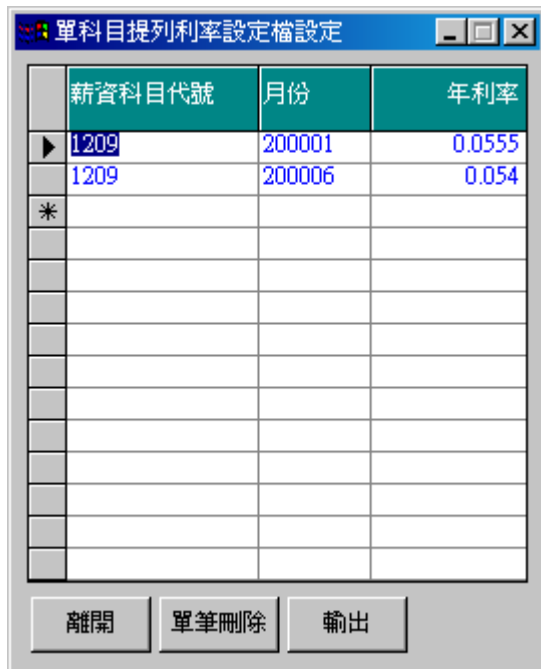 單科目提列利率設定檔設定
薪資科目代號 月份 年利率
1209 200001 0.0555
1209 200006 0.054
離開 單筆刪除 輸出